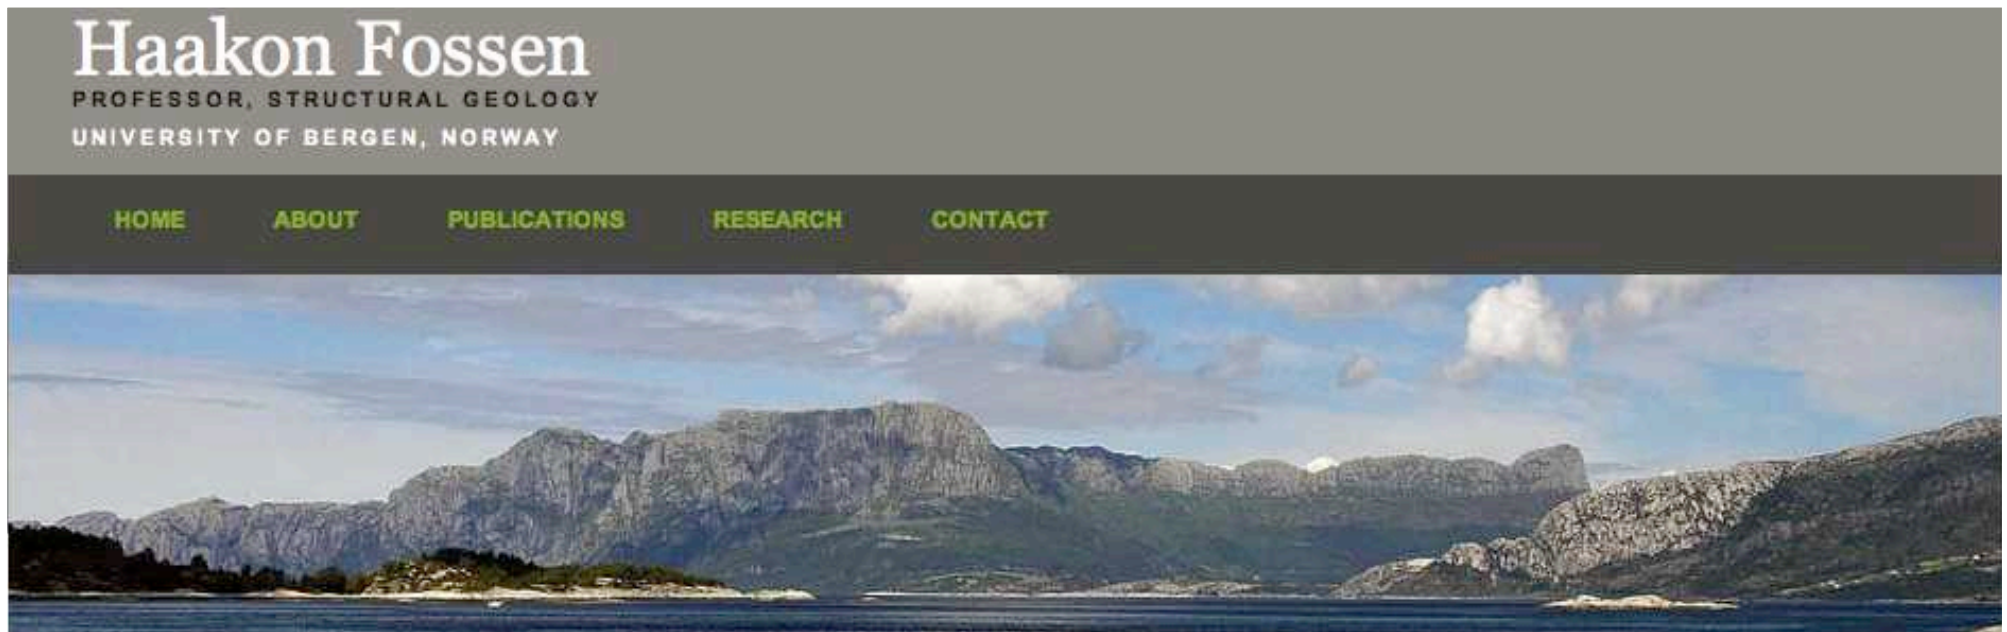 Haakon Fossen
PROFESSOR, STRUCTURAL GEOLOGY
UNIVERSITY OF BERGEN, NORWAY
HOME ABOUT PUBLICATIONS RESEARCH CONTACT